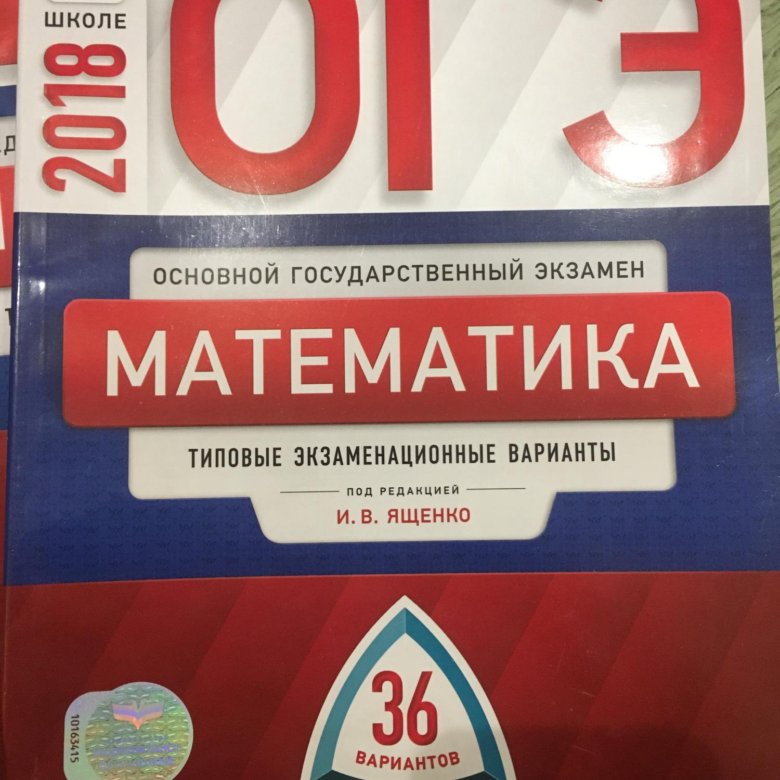 ШКОЛЕ
2018
ОГЭ
ОСНОВНОЙ ГОСУДАРСТВЕННЫЙ ЭКЗАМЕН
МАТЕМАТИКА
ТИПОВЫЕ ЭКЗАМЕНАЦИОННЫЕ ВАРИАНТЫ
ПОД РЕДАКЦИЕЙ
И. В. ЯЩЕНКО
36
ВАРИАНТОВ
10163415